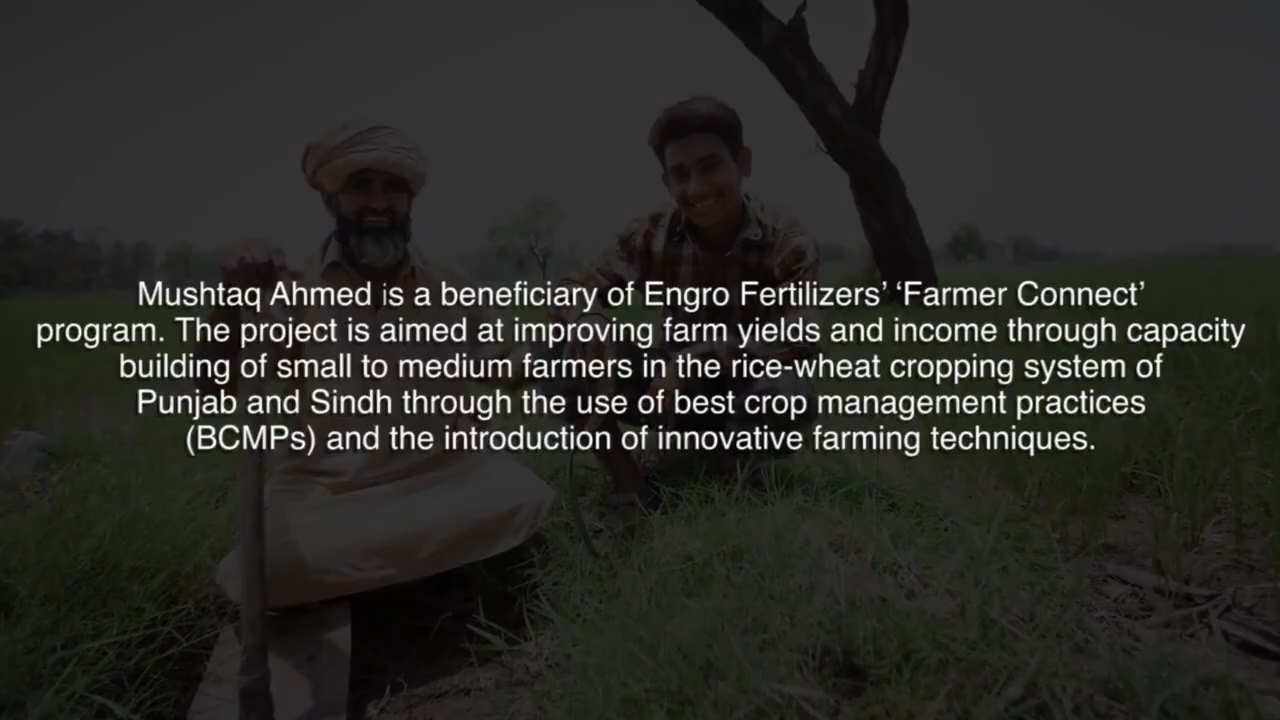 Mushtaq Ahmed is a beneficiary of Engro Fertilizers’ ‘Farmer Connect’
program. The project is aimed at improving farm yields and income through capacity
building of small to medium farmers in the rice-wheat cropping system of
Punjab and Sindh through the use of best crop management practices
(BCMPs) and the introduction of innovative farming techniques.